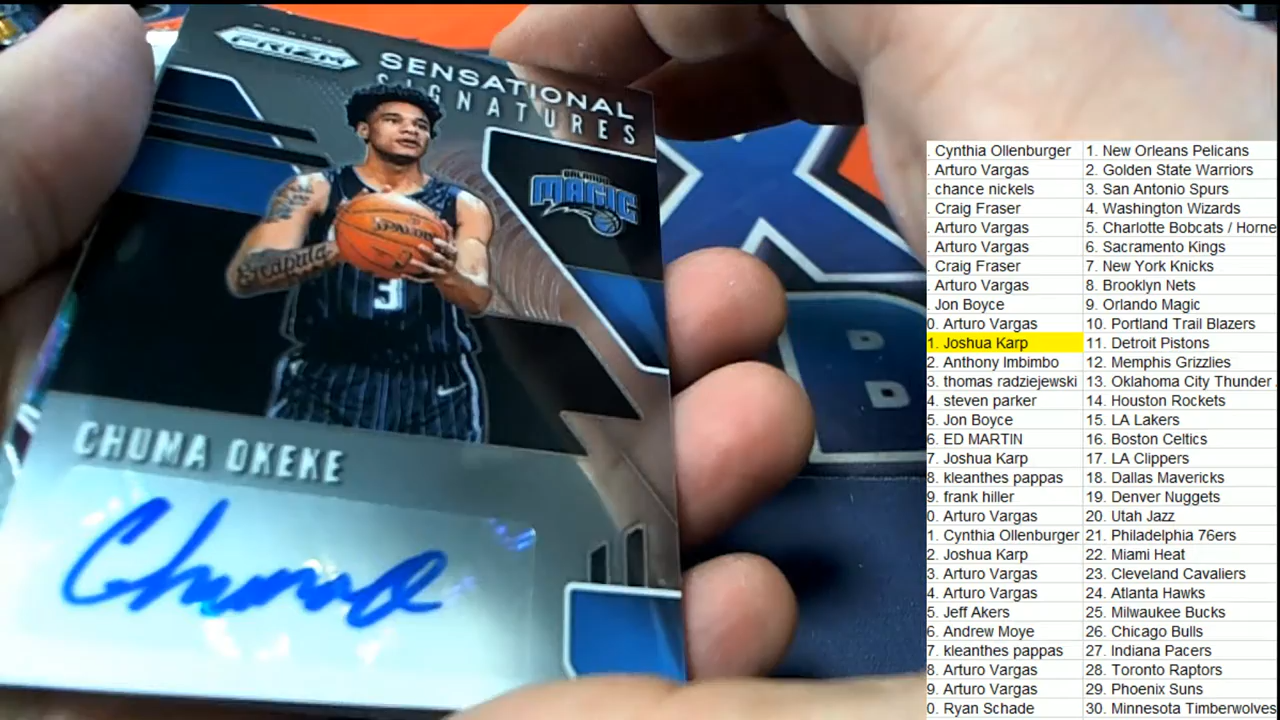 PANINI
PRIZM
SENSATIONAL
SIGNATURES
ORLANDO
MAGIC
SPALDING
3
CHUMA OKEKE
Chuma
. Cynthia Ollenburger 1. New Orleans Pelicans
. Arturo Vargas 2. Golden State Warriors
. chance nickels 3. San Antonio Spurs
. Craig Fraser 4. Washington Wizards
. Arturo Vargas 5. Charlotte Bobcats / Horne
. Arturo Vargas 6. Sacramento Kings
. Craig Fraser 7. New York Knicks
. Arturo Vargas 8. Brooklyn Nets
. Jon Boyce 9. Orlando Magic
0. Arturo Vargas 10. Portland Trail Blazers
1. Joshua Karp 11. Detroit Pistons
2. Anthony Imbimbo 12. Memphis Grizzlies
3. thomas radziejewski 13. Oklahoma City Thunder
4. steven parker 14. Houston Rockets
5. Jon Boyce 15. LA Lakers
6. ED MARTIN 16. Boston Celtics
7. Joshua Karp 17. LA Clippers
8. kleanthes pappas 18. Dallas Mavericks
9. frank hiller 19. Denver Nuggets
0. Arturo Vargas 20. Utah Jazz
1. Cynthia Ollenburger 21. Philadelphia 76ers
2. Joshua Karp 22. Miami Heat
3. Arturo Vargas 23. Cleveland Cavaliers
4. Arturo Vargas 24. Atlanta Hawks
5. Jeff Akers 25. Milwaukee Bucks
6. Andrew Moye 26. Chicago Bulls
7. kleanthes pappas 27. Indiana Pacers
8. Arturo Vargas 28. Toronto Raptors
9. Arturo Vargas 29. Phoenix Suns
0. Ryan Schade 30. Minnesota Timberwolves